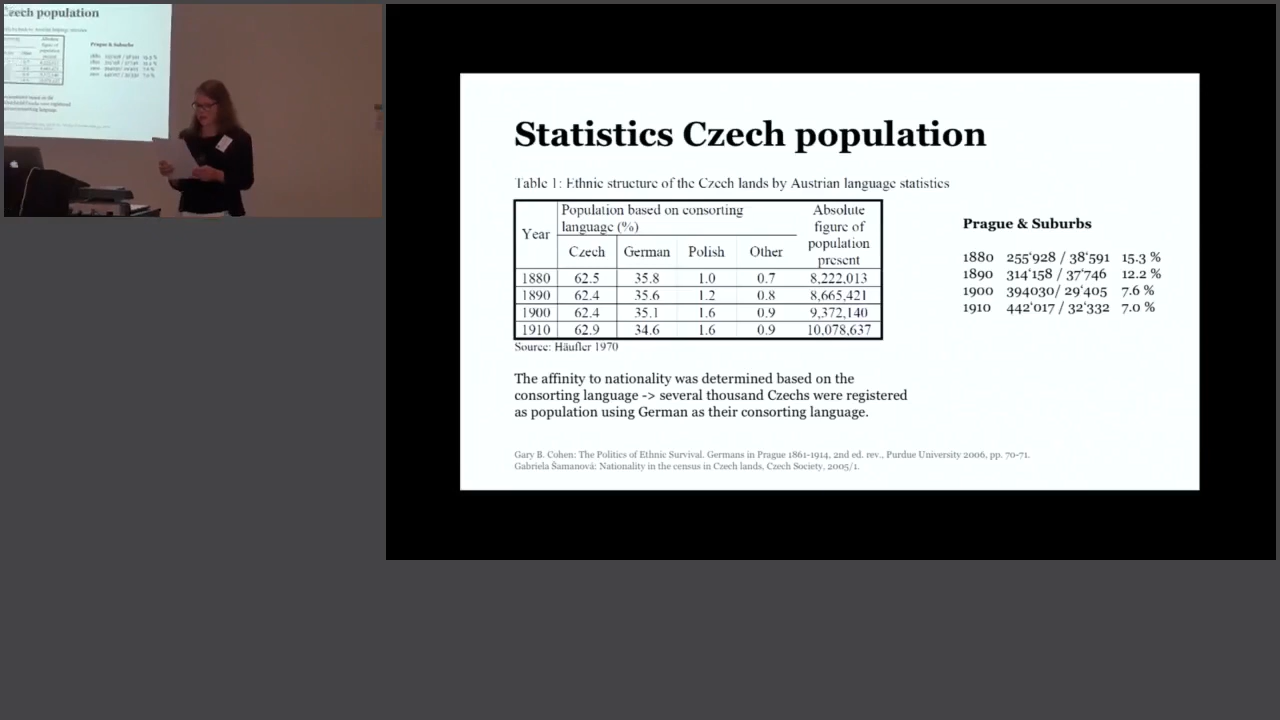 Czech population
Prague & Suburbs
Statistics Czech population
Table 1: Ethnic structure of the Czech lands by Austrian language statistics
Year Population based on consorting language (%) Absolute figure of population present
Czech German Polish Other
1880 62.5 35.8 1.0 0.7 8,222,013
1890 62.4 35.6 1.2 0.8 8,665,421
1900 62.4 35.1 1.6 0.9 9,372,140
1910 62.9 34.6 1.6 0.9 10,078,637
Source: Häufler 1970
Prague & Suburbs
1880 255'928 / 38'591 15.3 %
1890 314'158 / 37'746 12.2 %
1900 394030/ 29'405 7.6 %
1910 442'017 / 32'332 7.0 %
The affinity to nationality was determined based on the
consorting language -> several thousand Czechs were registered
as population using German as their consorting language.
Gary B. Cohen: The Politics of Ethnic Survival. Germans in Prague 1861-1914, 2nd ed. rev., Purdue University 2006, pp. 70-71.
Gabriela Šamanová: Nationality in the census in Czech lands, Czech Society, 2005/1.